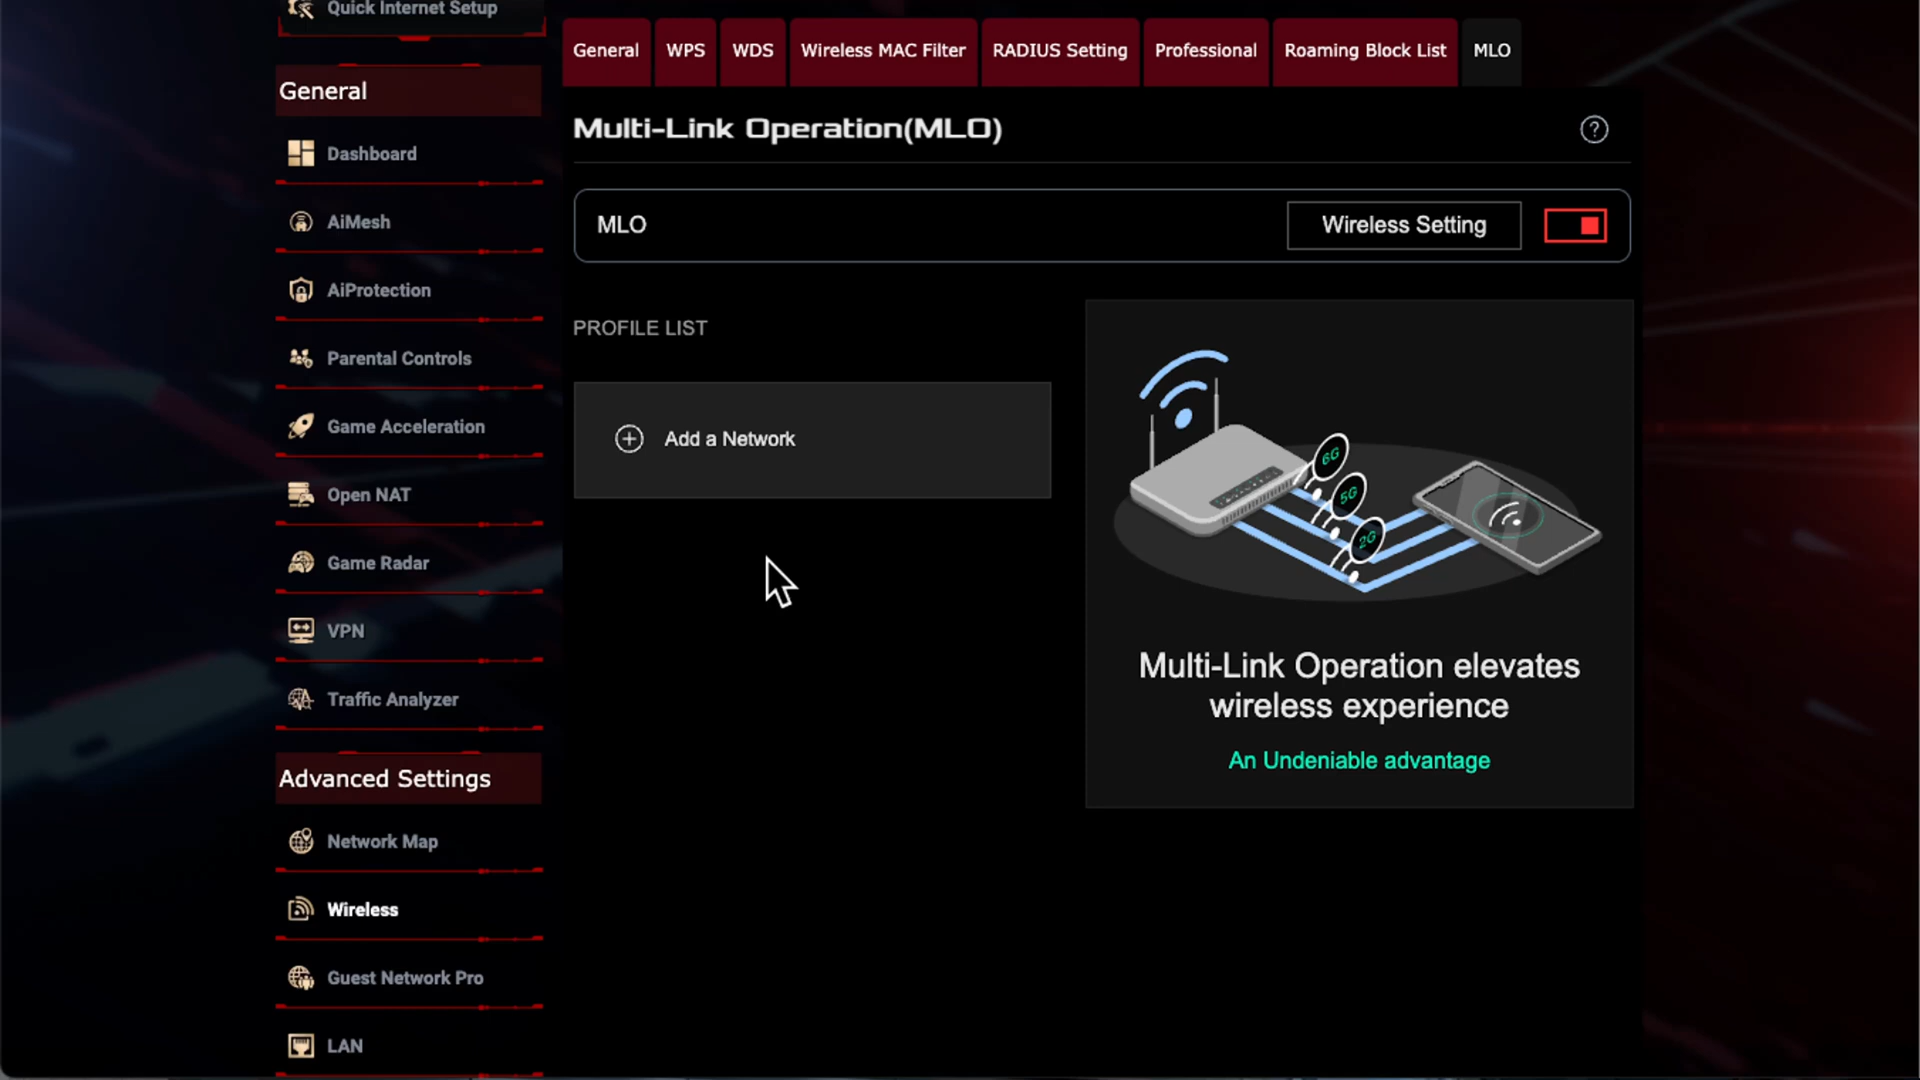 Quick Internet Setup
General
WPS
WDS
Wireless MAC Filter
RADIUS Setting
Professional
Roaming Block List
MLO
General
Dashboard
AiMesh
AiProtection
Parental Controls
Game Acceleration
Open NAT
Game Radar
VPN
Traffic Analyzer
Advanced Settings
Network Map
Wireless
Guest Network Pro
LAN
Multi-Link Operation(MLO)
?
MLO
Wireless Setting
PROFILE LIST
Add a Network
6G
5G
2G
Multi-Link Operation elevates
wireless experience
An Undeniable advantage